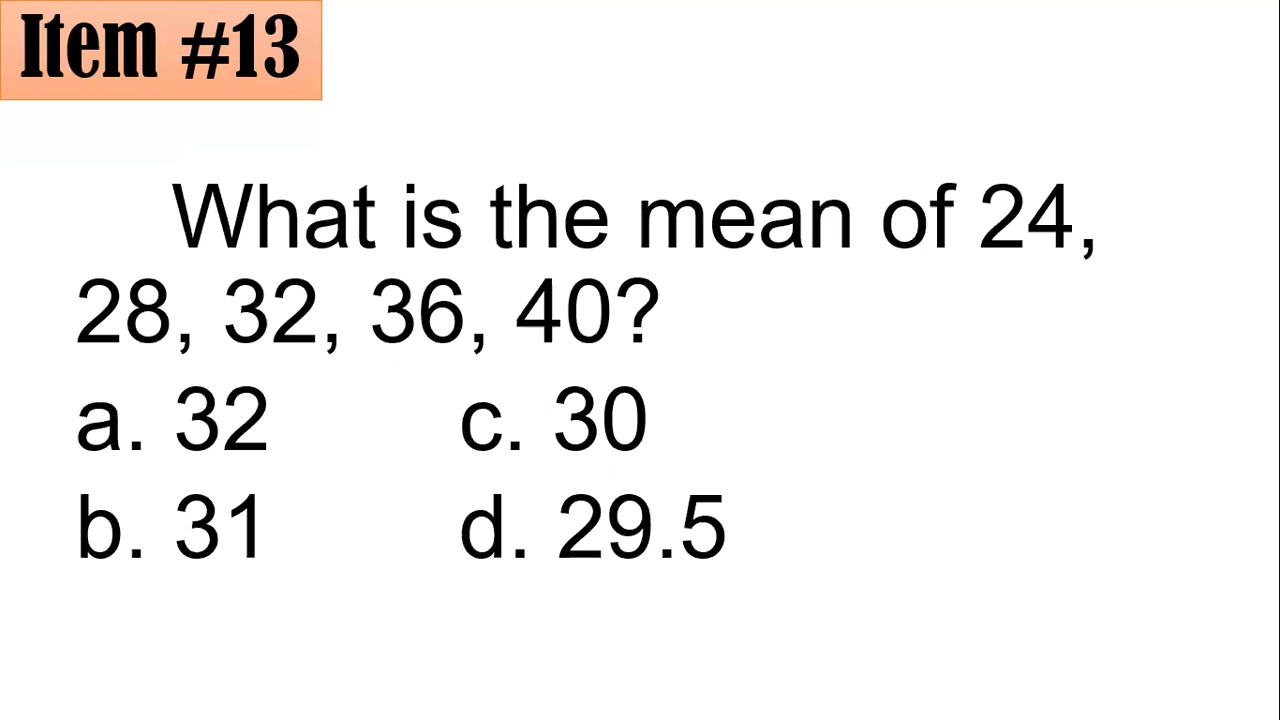 Item #13
What is the mean of 24,
28, 32, 36, 40?
a. 32 c. 30
b. 31 d. 29.5